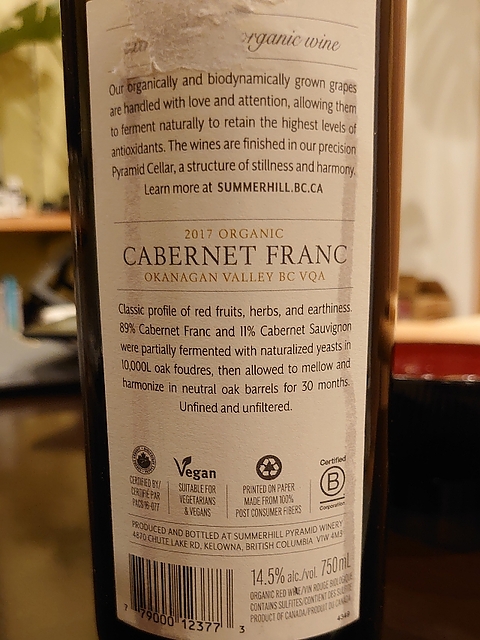 organic wine
Our organically and biodynamically grown grapes
are handled with love and attention, allowing them
to ferment naturally to retain the highest levels of
antioxidants. The wines are finished in our precision
Pyramid Cellar, a structure of stillness and harmony.
Learn more at SUMMERHILL.BC.CA
2017 ORGANIC
CABERNET FRANC
OKANAGAN VALLEY BC VQA
Classic profile of red fruits, herbs, and earthiness.
89% Cabernet Franc and 11% Cabernet Sauvignon
were partially fermented with naturalized yeasts in
10,000L oak foudres, then allowed to mellow and
harmonize in neutral oak barrels for 30 months.
Unfined and unfiltered.
CERTIFIED BY/
CERTIFIÉ PAR
PACS16-077
Vegan
SUITABLE FOR
VEGETARIANS
& VEGANS
PRINTED ON PAPER
MADE FROM 100%
POST CONSUMER FIBERS
Certified
B
Corporation
PRODUCED AND BOTTLED AT SUMMERHILL PYRAMID WINERY
4870 CHUTE LAKE RD, KELOWNA, BRITISH COLUMBIA V1W 4M3
14.5% alc./vol. 750 mL
ORGANIC RED WINE/VIN ROUGE BIOLOGIQUE
CONTAINS SULFITES/CONTIENT DES SULFITES
PRODUCT OF CANADA/PRODUIT DU CANADA
7 79000 12377 3